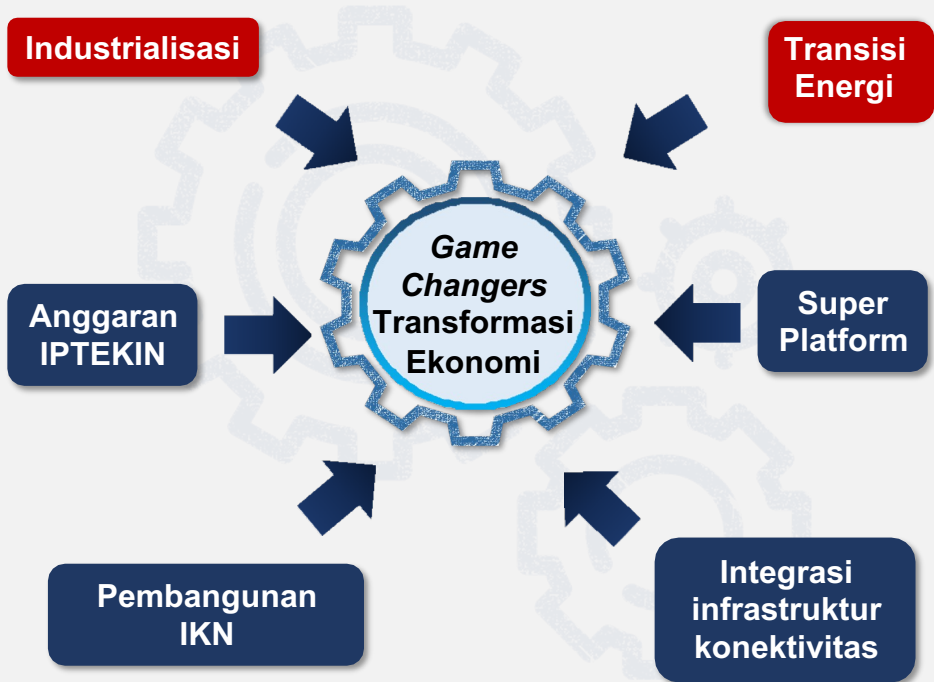 Industrialisasi
Transisi
Energi
Game
Changers
Transformasi
Ekonomi
Anggaran
IPTEKIN
Super
Platform
Pembangunan
IKN
Integrasi
infrastruktur
konektivitas